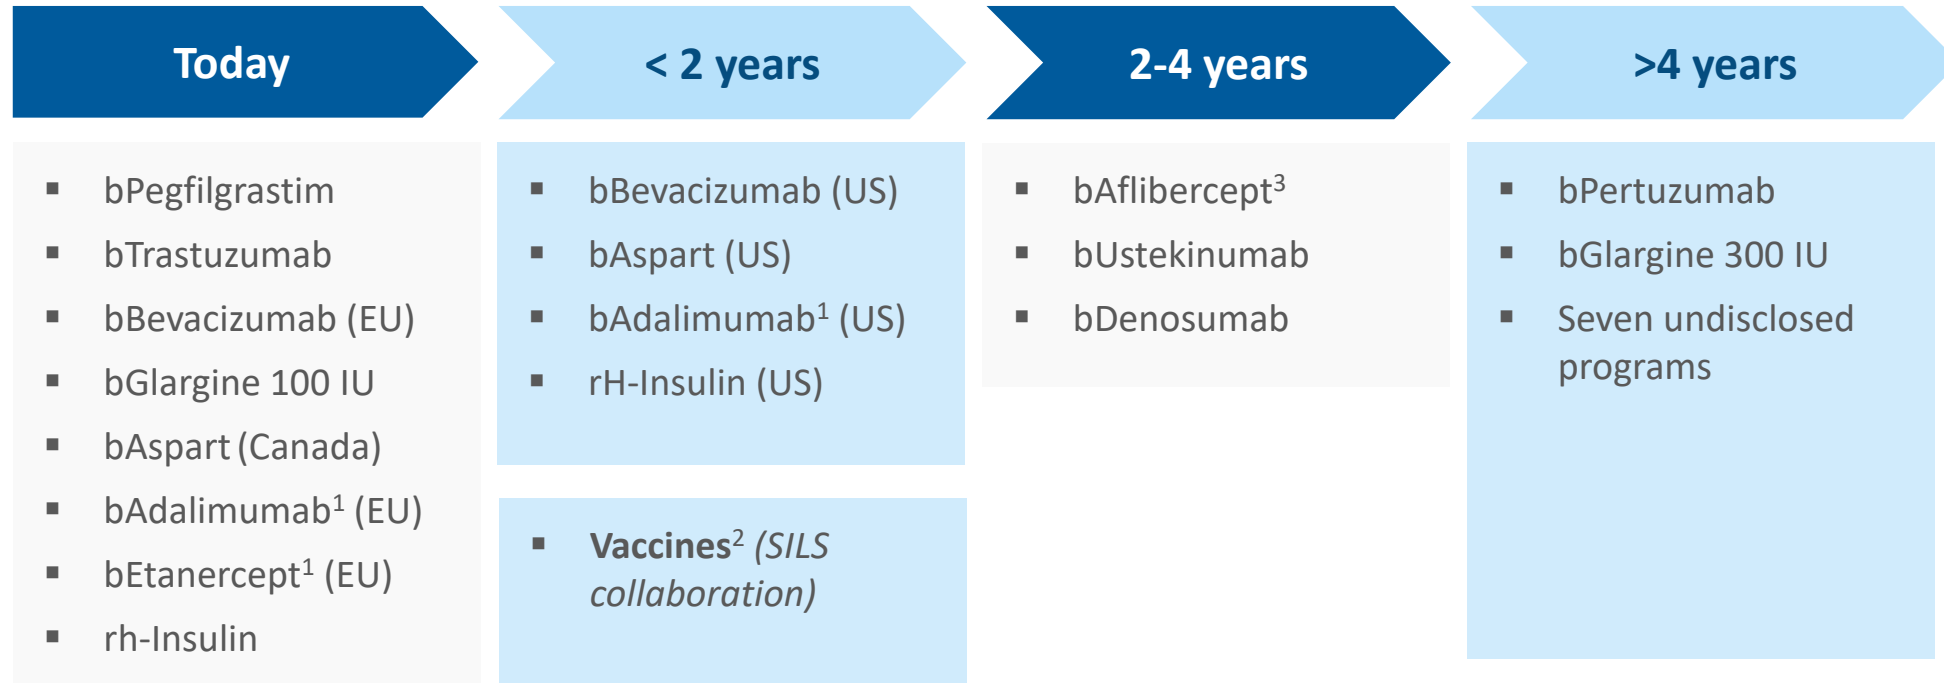 Today
▪ bPegfilgrastim
▪ bTrastuzumab
▪ bBevacizumab (EU)
▪ bGlargine 100 IU
▪ bAspart (Canada)
▪ bAdalimumab¹ (EU)
▪ bEtanercept¹ (EU)
▪ rh-Insulin
< 2 years
▪ bBevacizumab (US)
▪ bAspart (US)
▪ bAdalimumab¹ (US)
▪ rH-Insulin (US)
▪ Vaccines² (SILS
collaboration)
2-4 years
▪ bAflibercept³
▪ bUstekinumab
▪ bDenosumab
>4 years
▪ bPertuzumab
▪ bGlargine 300 IU
▪ Seven undisclosed
programs